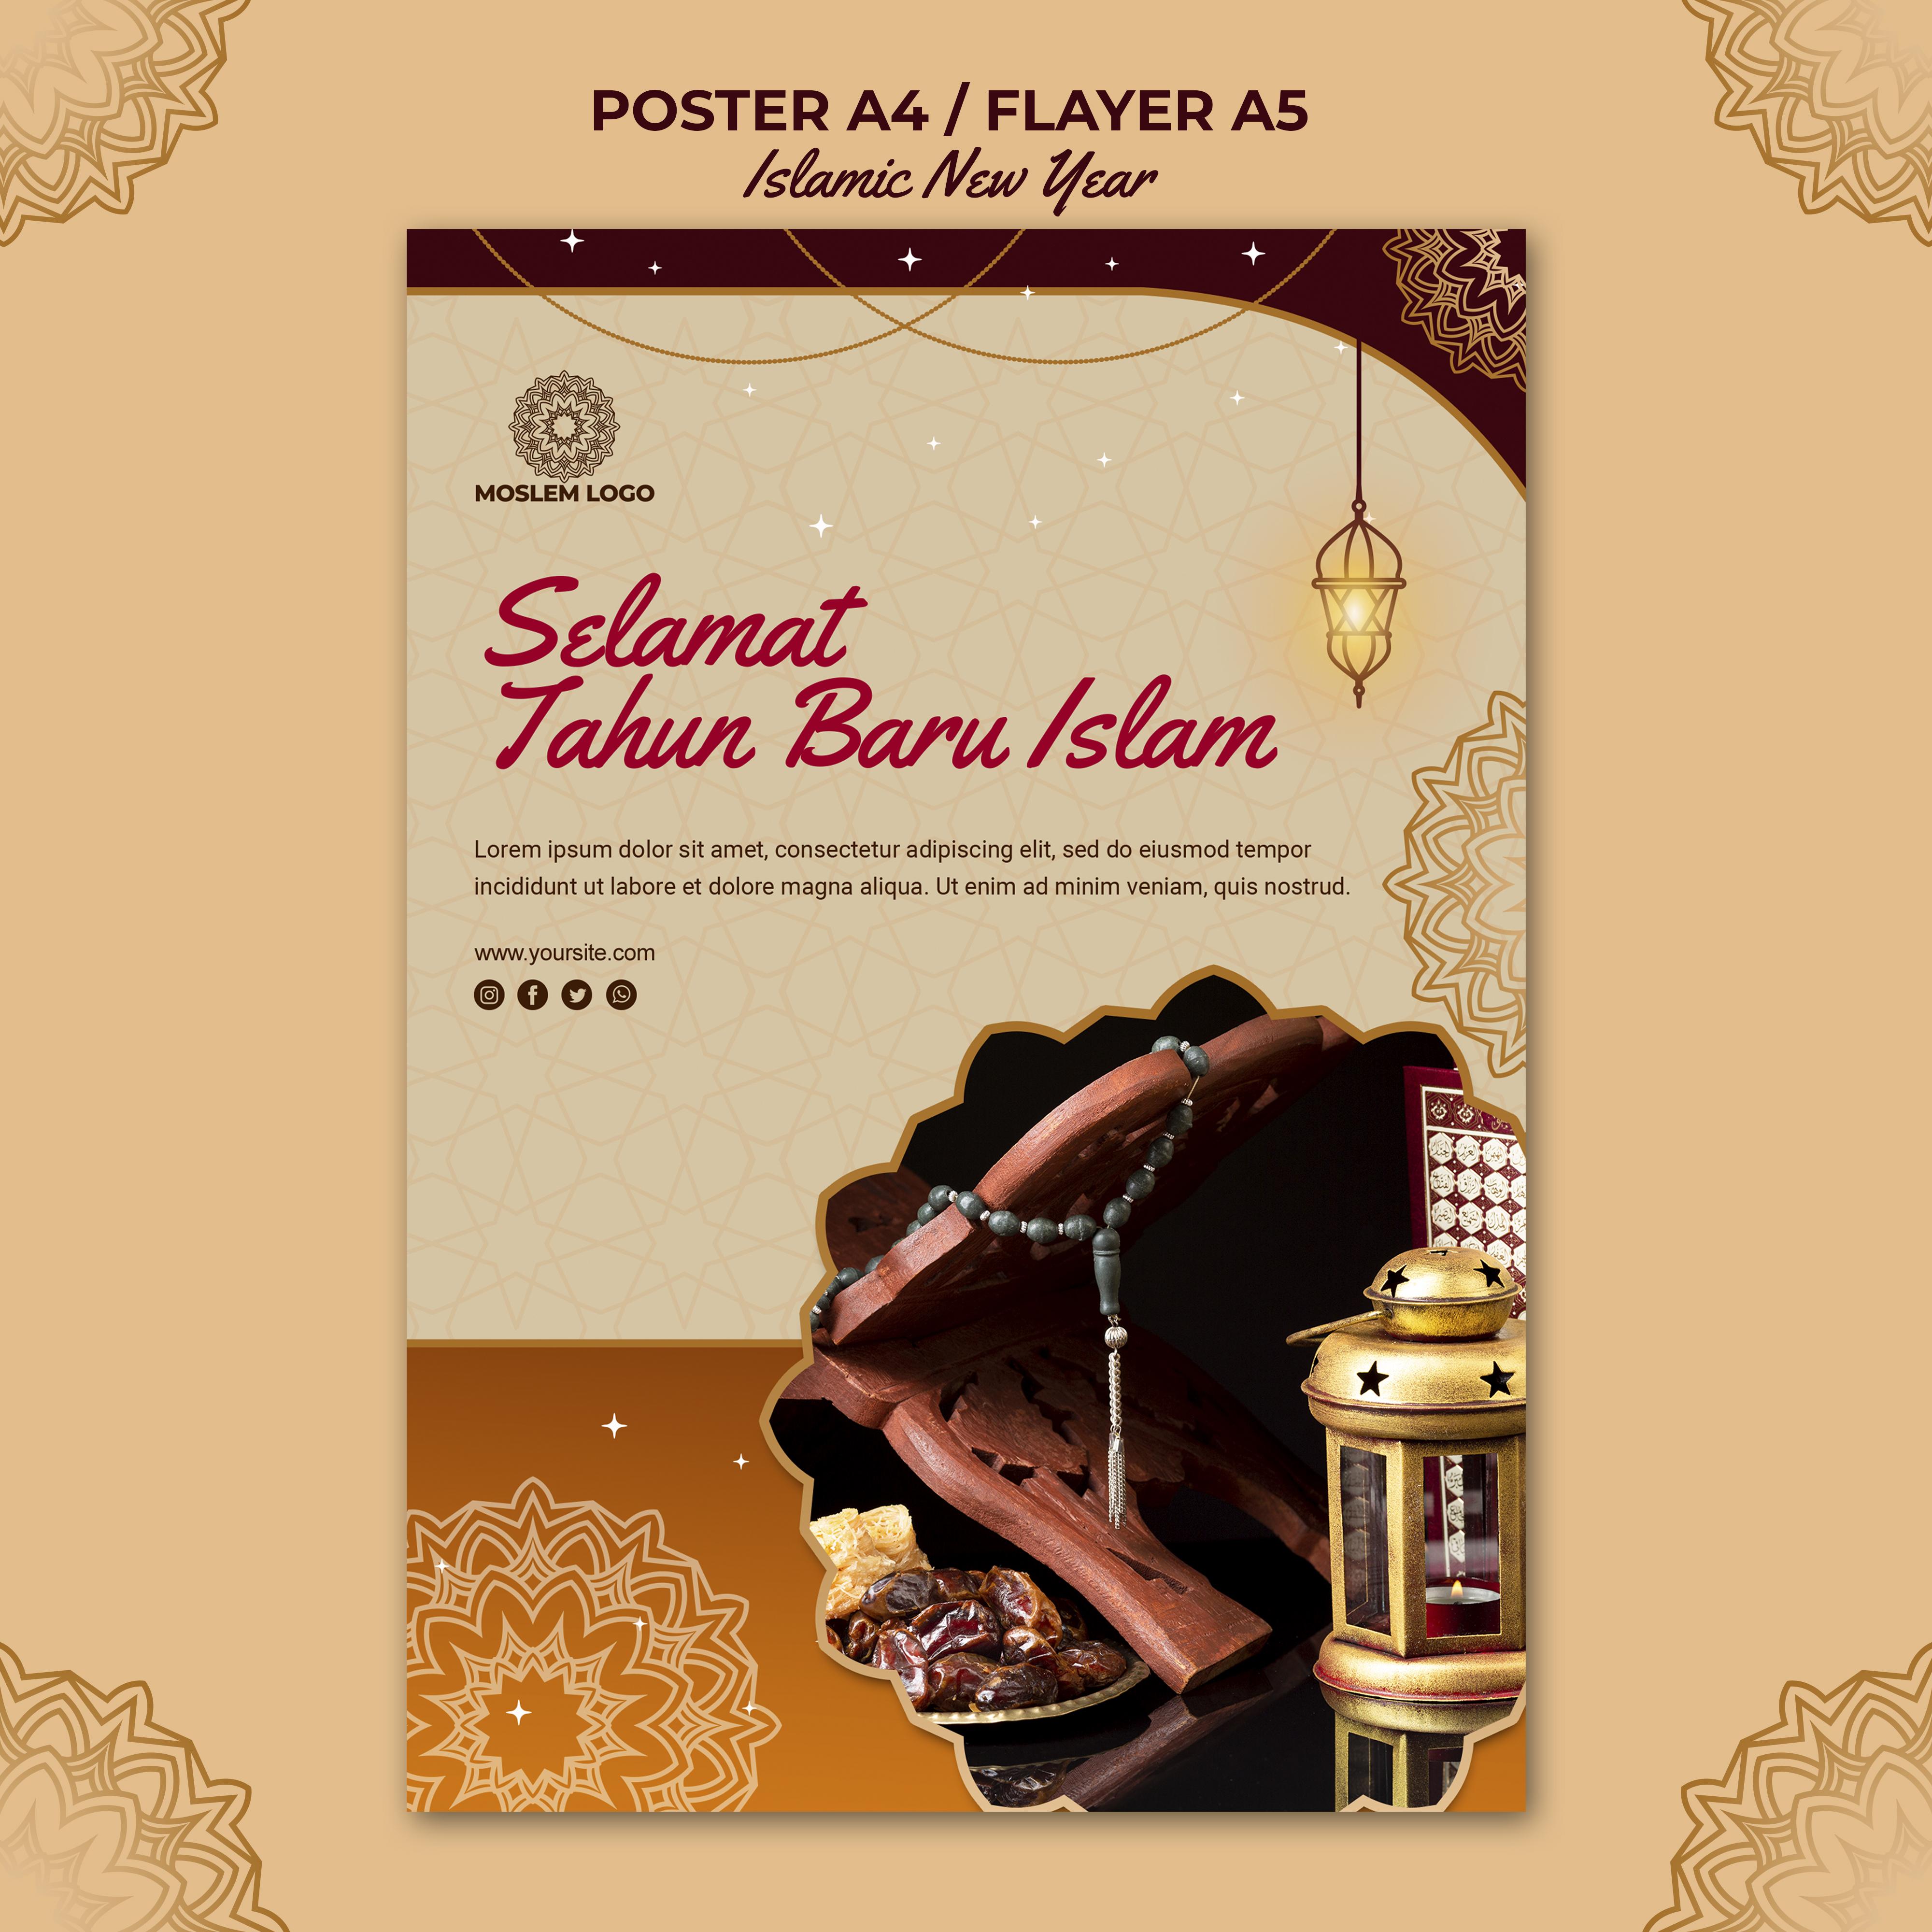 POSTER A4 / FLAYER A5
Islamic New Year
MOSLEM LOGO
Selamat
Tahun Baru Islam
Lorem ipsum dolor sit amet, consectetur adipiscing elit, sed do eiusmod tempor
incididunt ut labore et dolore magna aliqua. Ut enim ad minim veniam, quis nostrud.
www.yoursite.com